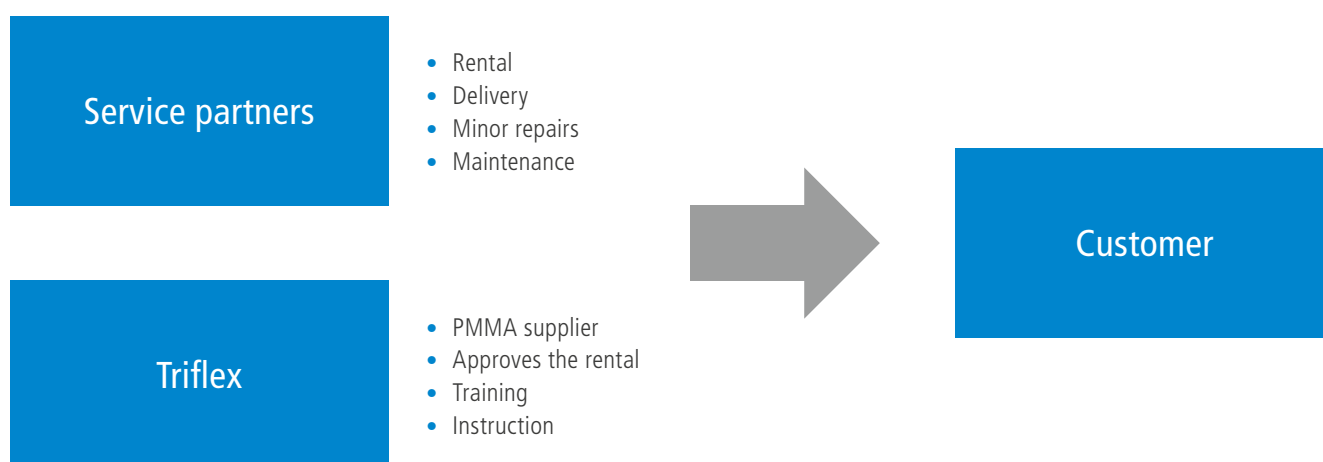 Service partners
• Rental
• Delivery
• Minor repairs
• Maintenance
Triflex
• PMMA supplier
• Approves the rental
• Training
• Instruction
Customer